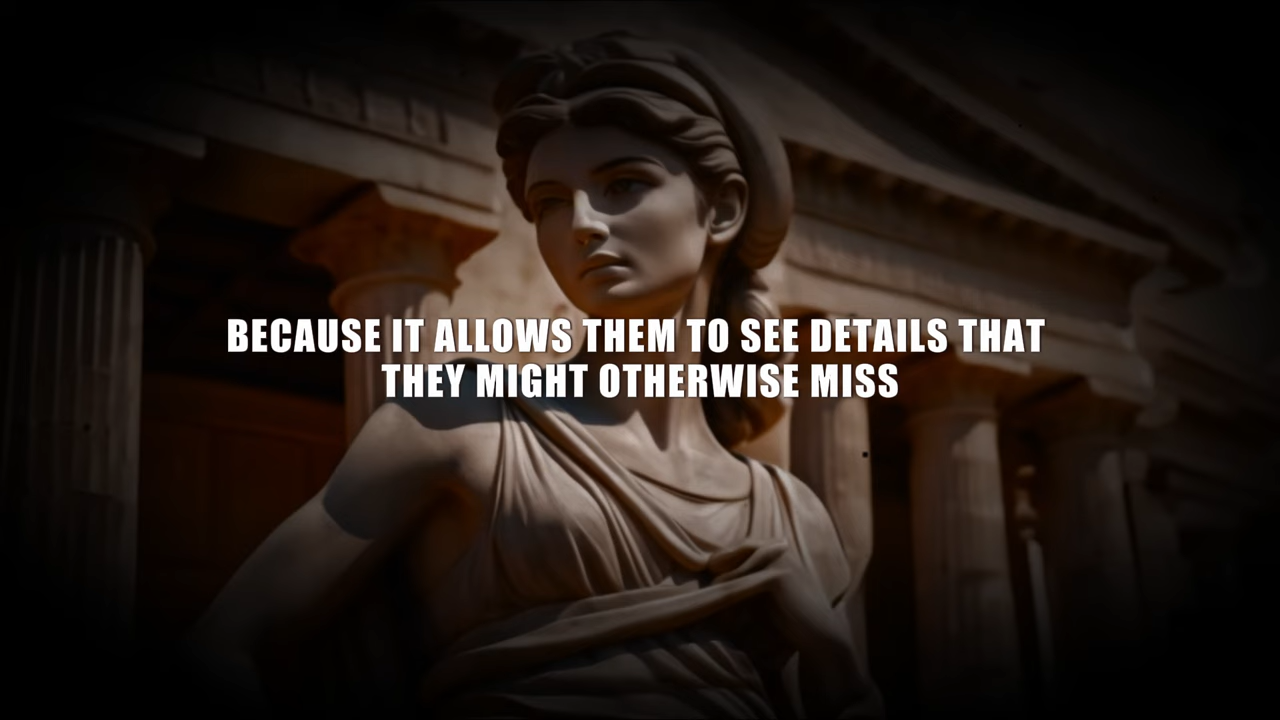 BECAUSE IT ALLOWS THEM TO SEE DETAILS THAT
THEY MIGHT OTHERWISE MISS